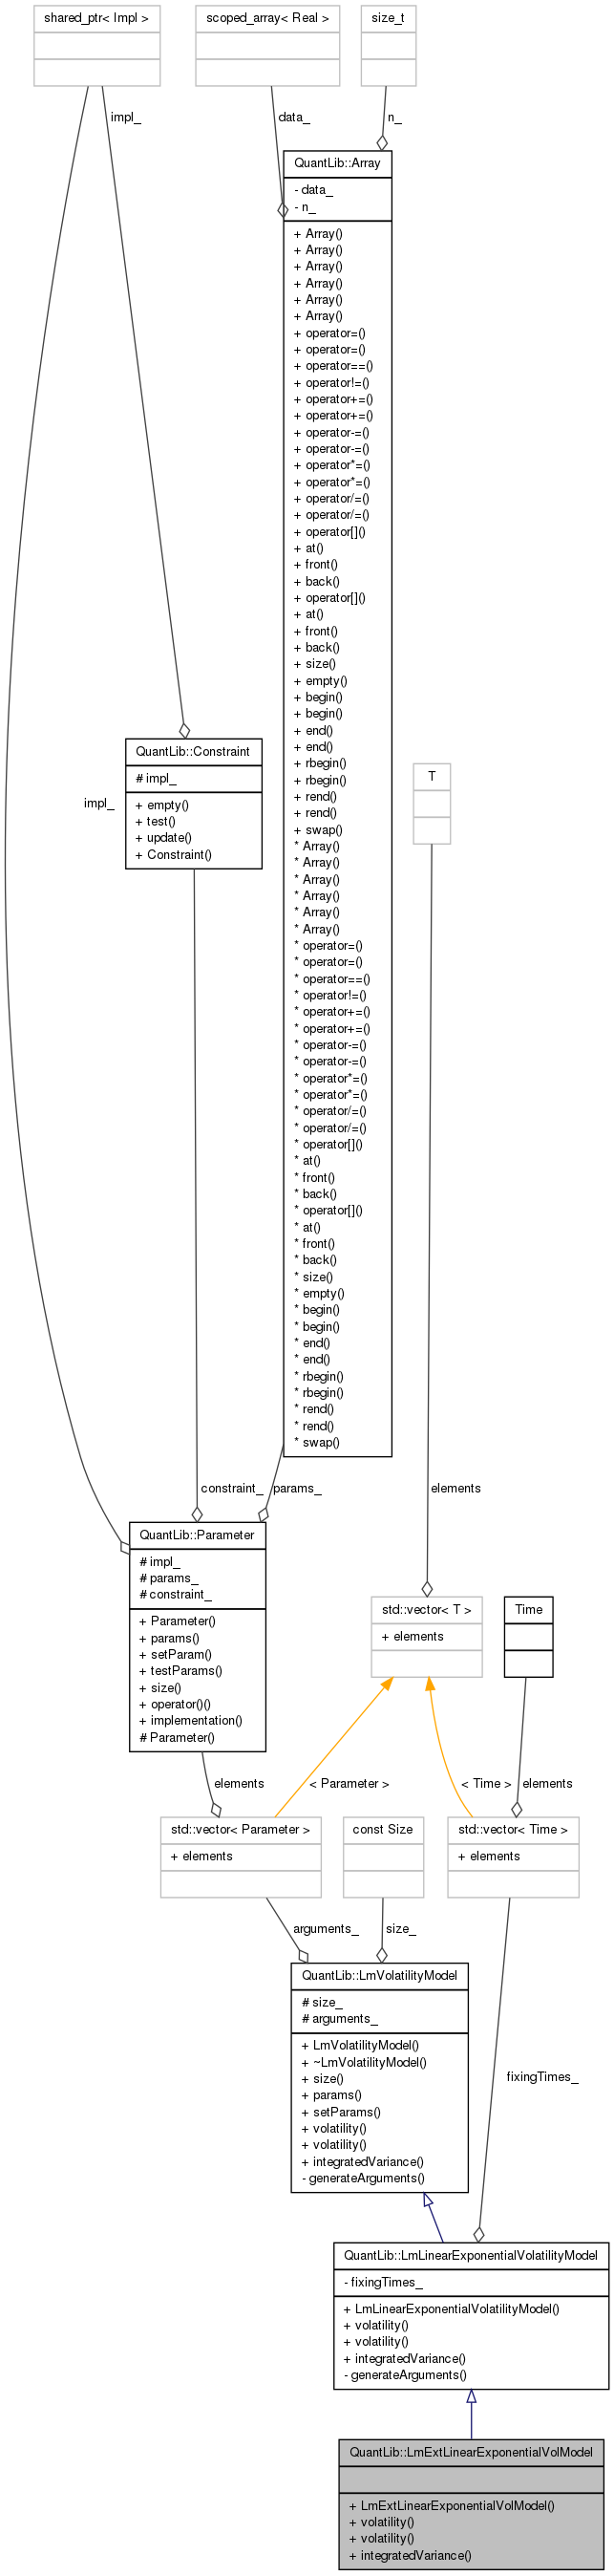 shared_ptr< Impl >
scoped_array< Real >
size_t
impl_
data_
n_
QuantLib::Array
- data_
- n_
+ Array()
+ Array()
+ Array()
+ Array()
+ Array()
+ Array()
+ operator=()
+ operator=()
+ operator==()
+ operator!=()
+ operator+=()
+ operator+=()
+ operator-=()
+ operator-=()
+ operator*=()
+ operator*=()
+ operator/=()
+ operator/=()
+ operator[]()
+ at()
+ front()
+ back()
+ operator[]()
+ at()
+ front()
+ back()
+ size()
+ empty()
+ begin()
+ begin()
+ end()
+ end()
+ rbegin()
+ rbegin()
+ rend()
+ rend()
+ swap()
* Array()
* Array()
* Array()
* Array()
* Array()
* Array()
* operator=()
* operator=()
* operator==()
* operator!=()
* operator+=()
* operator+=()
* operator-=()
* operator-=()
* operator*=()
* operator*=()
* operator/=()
* operator/=()
* operator[]()
* at()
* front()
* back()
* operator[]()
* at()
* front()
* back()
* size()
* empty()
* begin()
* begin()
* end()
* end()
* rbegin()
* rbegin()
* rend()
* rend()
* swap()
QuantLib::Constraint
# impl_
+ empty()
+ test()
+ update()
+ Constraint()
impl_
T
constraint_
params_
elements
QuantLib::Parameter
# impl_
# params_
# constraint_
+ Parameter()
+ params()
+ setParam()
+ testParams()
+ size()
+ operator()()
+ implementation()
# Parameter()
std::vector< T >
+ elements
Time
elements
< Parameter >
< Time >
elements
std::vector< Parameter >
+ elements
const Size
std::vector< Time >
+ elements
arguments_
size_
QuantLib::LmVolatilityModel
# size_
# arguments_
+ LmVolatilityModel()
+ ~LmVolatilityModel()
+ size()
+ params()
+ setParams()
+ volatility()
+ volatility()
+ integratedVariance()
- generateArguments()
fixingTimes_
QuantLib::LmLinearExponentialVolatilityModel
- fixingTimes_
+ LmLinearExponentialVolatilityModel()
+ volatility()
+ volatility()
+ integratedVariance()
- generateArguments()
QuantLib::LmExtLinearExponentialVolModel
+ LmExtLinearExponentialVolModel()
+ volatility()
+ volatility()
+ integratedVariance()